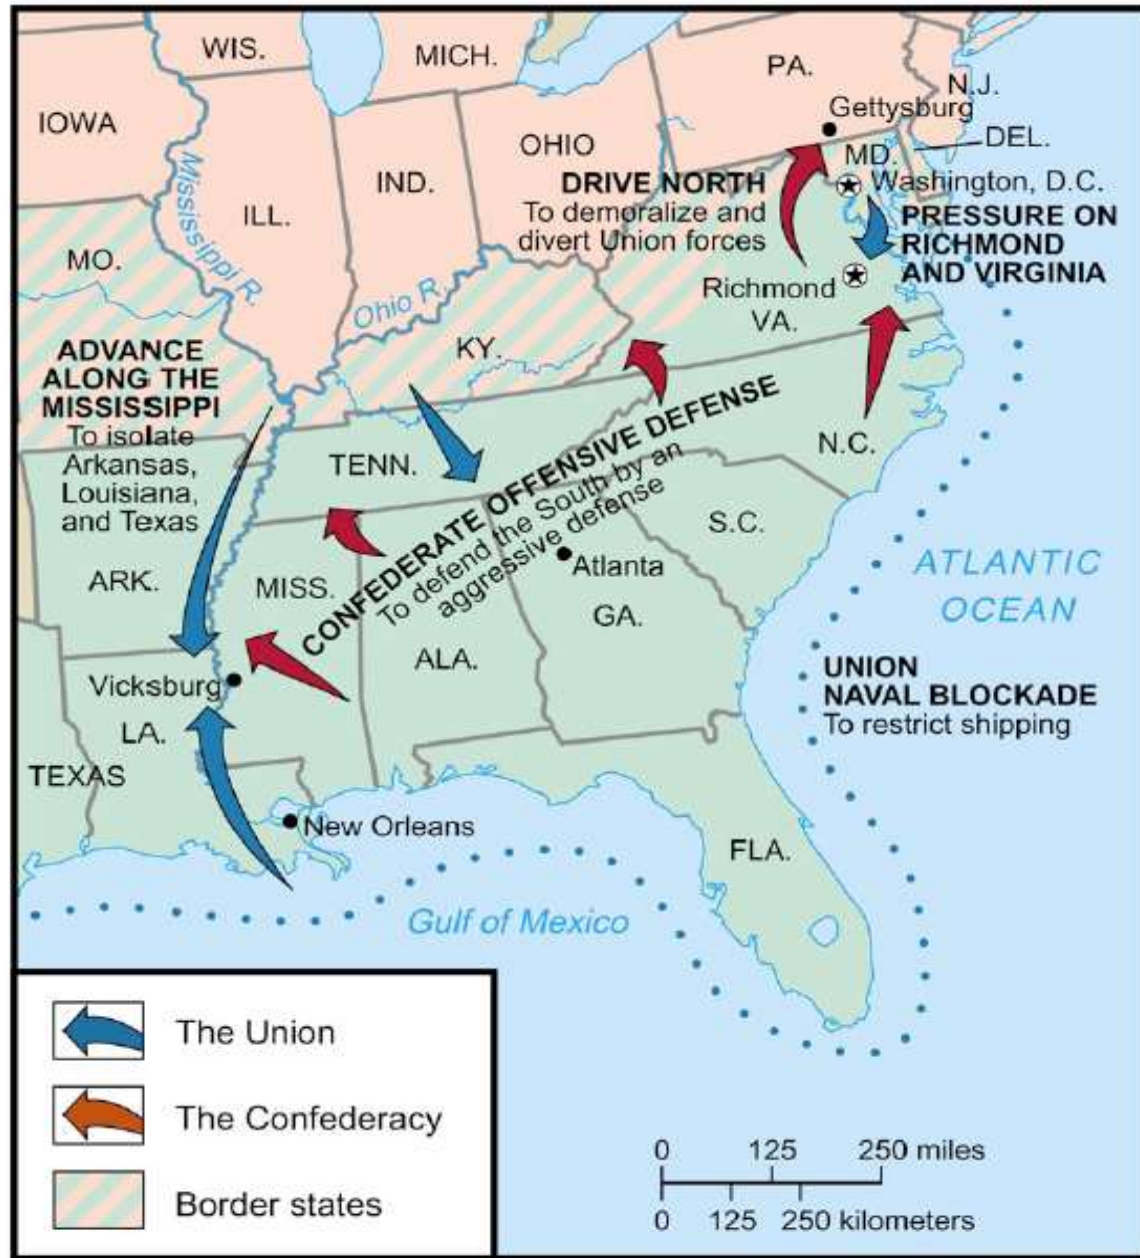 WIS.
MICH.
PA.
N.J.
Gettysburg
IOWA
OHIO
DEL.
MD.
IND.
DRIVE NORTH
To demoralize and
divert Union forces
Washington, D.C.
PRESSURE ON
RICHMOND
AND VIRGINIA
ILL.
Mississippi R.
MO.
Ohio R.
Richmond
VA.
KY.
ADVANCE
ALONG THE
MISSISSIPPI
To isolate
Arkansas,
Louisiana,
and Texas
TENN.
N.C.
CONFEDERATE OFFENSIVE DEFENSE
To defend the South by an
aggressive defense
S.C.
ARK.
MISS.
Atlanta
GA.
ALA.
ATLANTIC
OCEAN
Vicksburg
LA.
TEXAS
UNION
NAVAL BLOCKADE
To restrict shipping
New Orleans
FLA.
Gulf of Mexico
The Union
The Confederacy
Border states
0 125 250 miles
0 125 250 kilometers